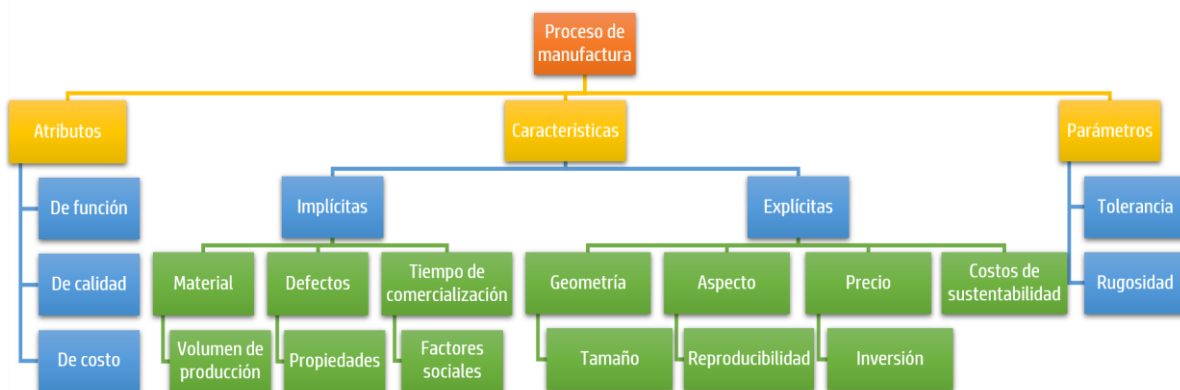 Proceso de
manufactura
Atributos
Características
Parámetros
De función
Implícitas
Explícitas
Tolerancia
De calidad
Material
Defectos
Tiempo de
comercialización
Geometría
Aspecto
Precio
Costos de
sustentabilidad
Rugosidad
De costo
Volumen de
producción
Propiedades
Factores
sociales
Tamaño
Reproducibilidad
Inversión